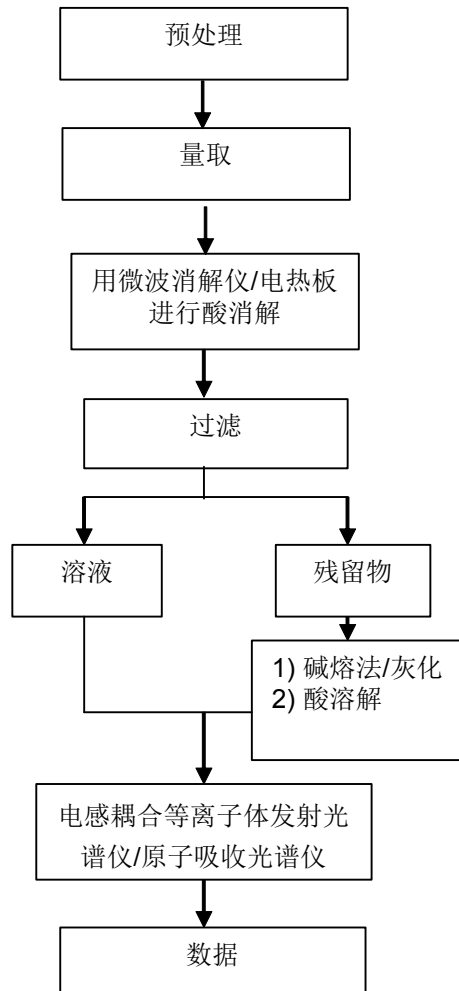 预处理
量取
用微波消解仪/电热板
进行酸消解
过滤
溶液
残留物
1) 碱熔法/灰化
2) 酸溶解
电感耦合等离子体发射光
谱仪/原子吸收光谱仪
数据